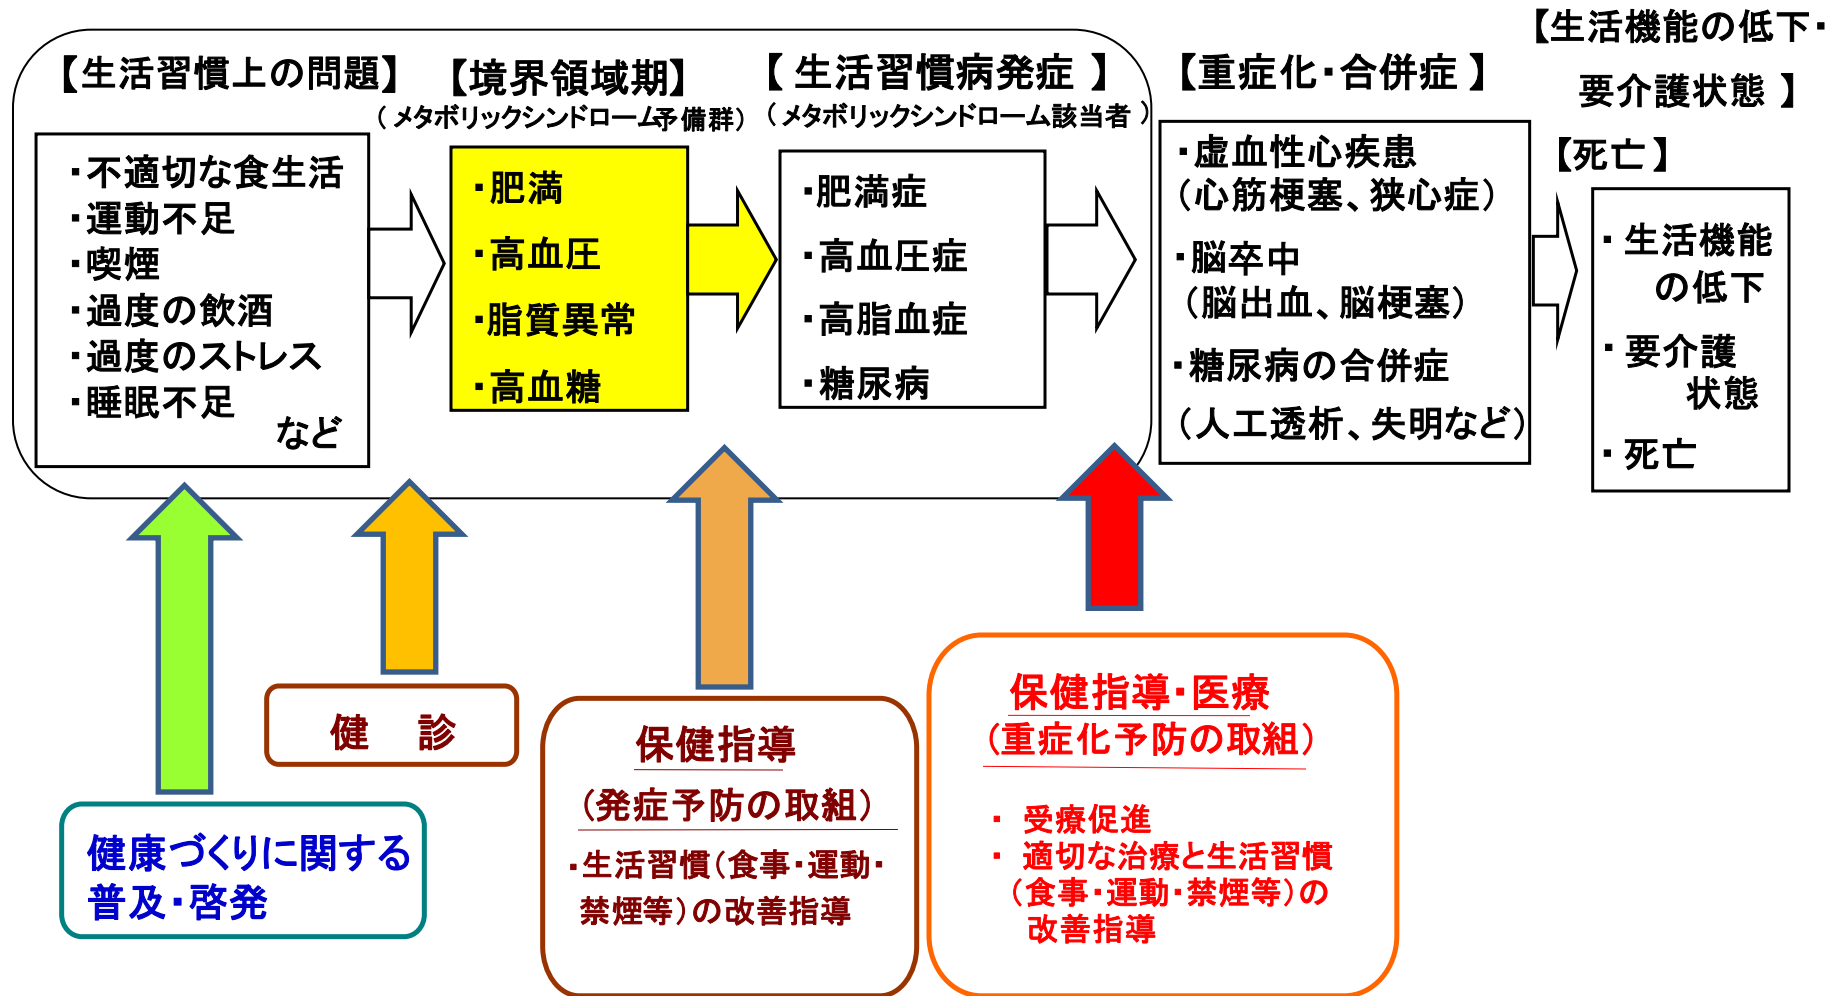 【生活習慣上の問題】
・不適切な食生活
・運動不足
・喫煙
・過度の飲酒
・過度のストレス
・睡眠不足
など
【境界領域期】
（メタボリックシンドローム予備群）
・肥満
・高血圧
・脂質異常
・高血糖
【 生活習慣病発症 】
（メタボリックシンドローム該当者 ）
・肥満症
・高血圧症
・高脂血症
・糖尿病
【重症化・合併症 】
・虚血性心疾患
（心筋梗塞、狭心症）
・脳卒中
（脳出血、脳梗塞）
・糖尿病の合併症
（人工透析、失明など）
【生活機能の低下・
要介護状態 】
【死亡 】
・ 生活機能
の低下
・ 要介護
状態
・ 死亡
健康づくりに関する
普及・啓発
健　診
保健指導
（発症予防の取組）
・生活習慣（食事・運動・
禁煙等）の改善指導
保健指導・医療
（重症化予防の取組）
・ 受療促進
・ 適切な治療と生活習慣
（食事・運動・禁煙等）の
改善指導